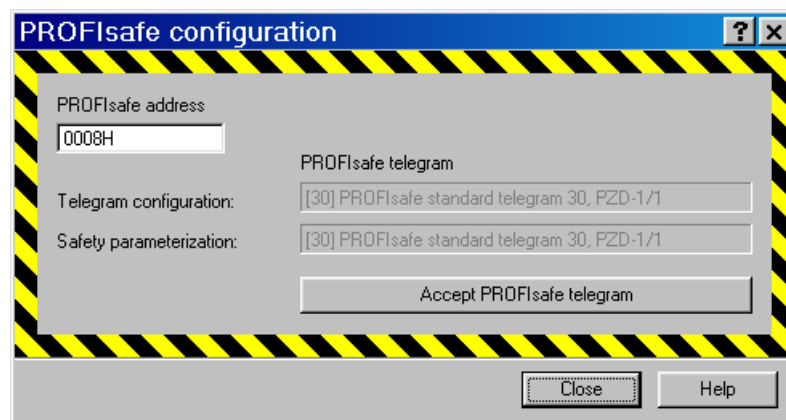 PROFIsafe configuration
? ×
PROFIsafe address
0008H
PROFIsafe telegram
Telegram configuration: [30] PROFIsafe standard telegram 30, PZD-1/1
Safety parameterization: [30] PROFIsafe standard telegram 30, PZD-1/1
Accept PROFIsafe telegram
Close Help